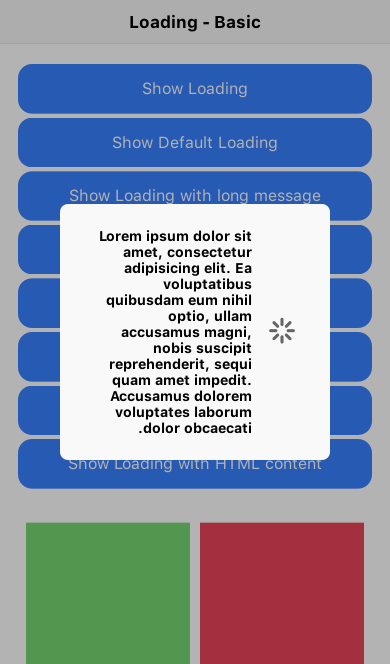 Loading - Basic
Show Loading
Show Default Loading
Show Loading with long message
Lorem ipsum dolor sit
amet, consectetur
adipisicing elit. Ea
voluptatibus
quibusdam eum nihil
optio, ullam
accusamus magni,
nobis suscipit
reprehenderit, sequi
quam amet impedit.
Accusamus dolorem
voluptates laborum
.dolor obcaecati
Show Loading with HTML content